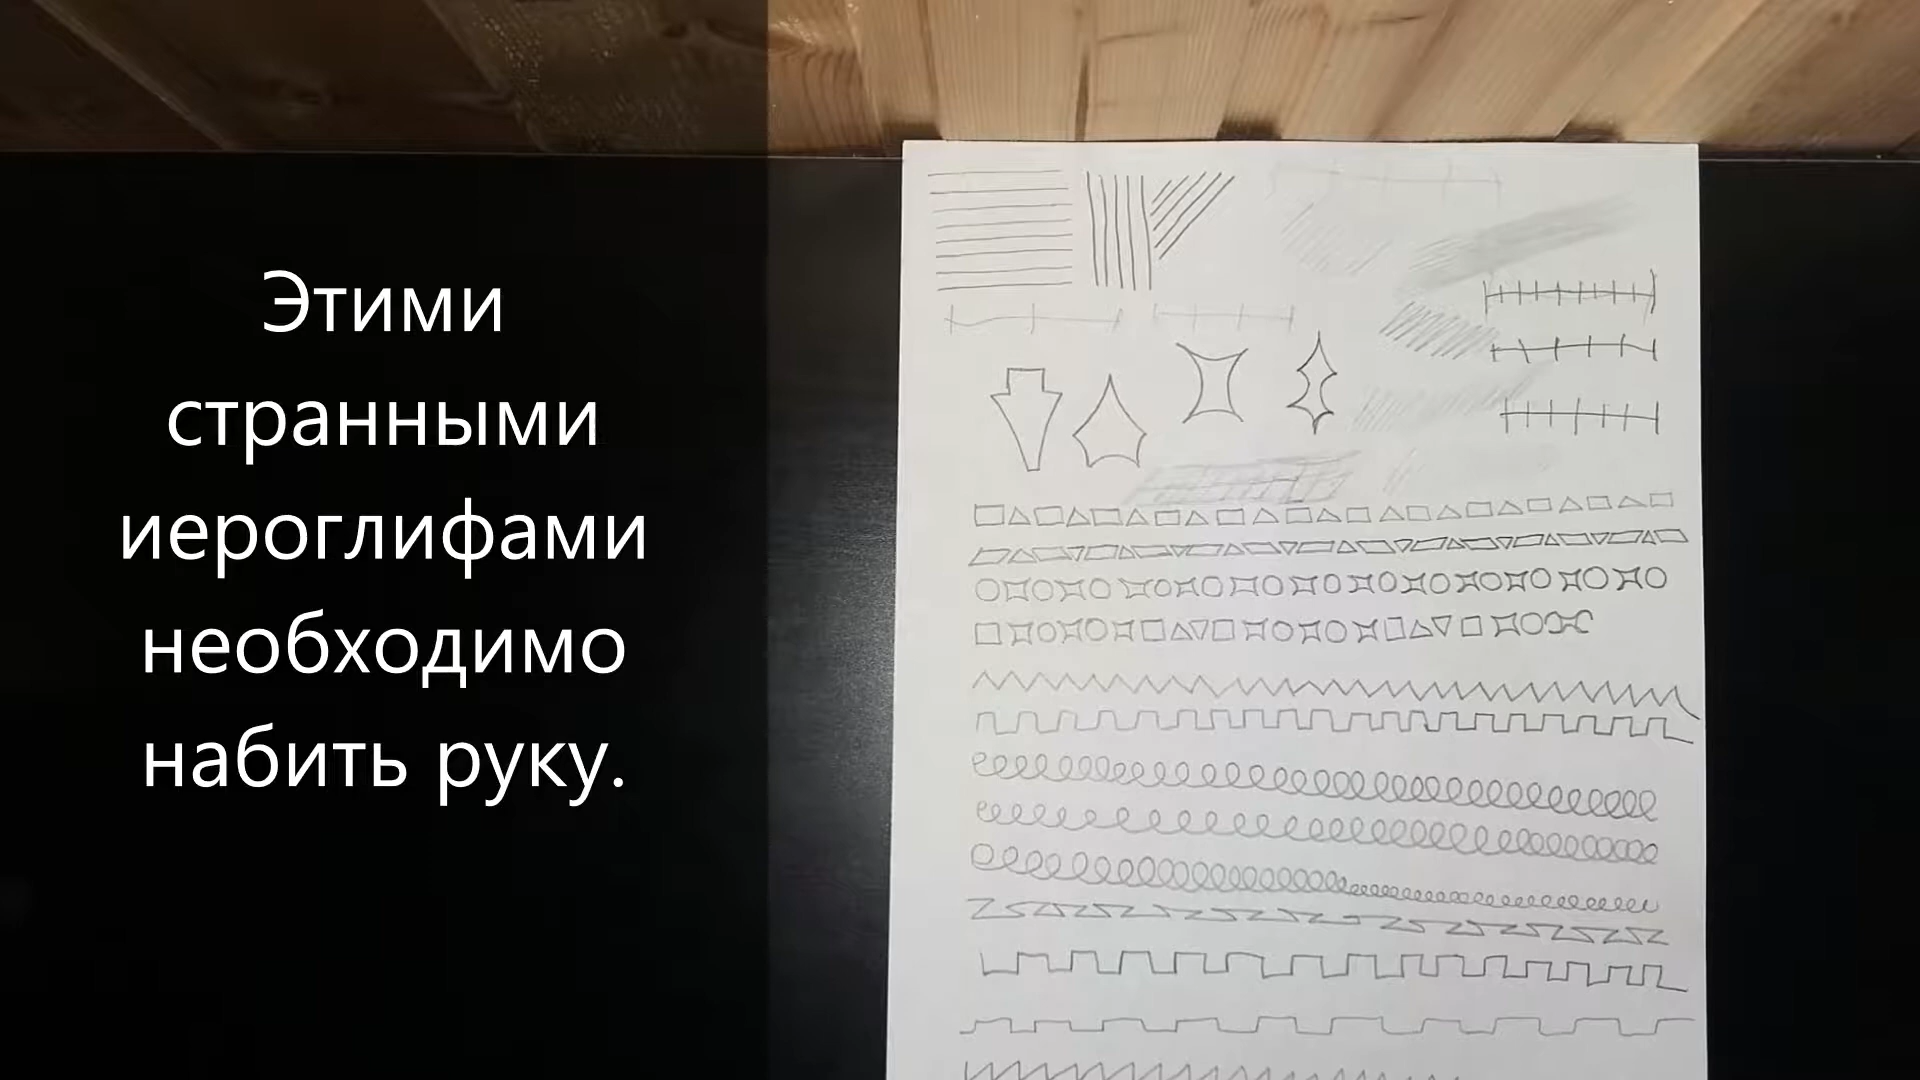 Этими
странными
иероглифами
необходимо
набить руку.